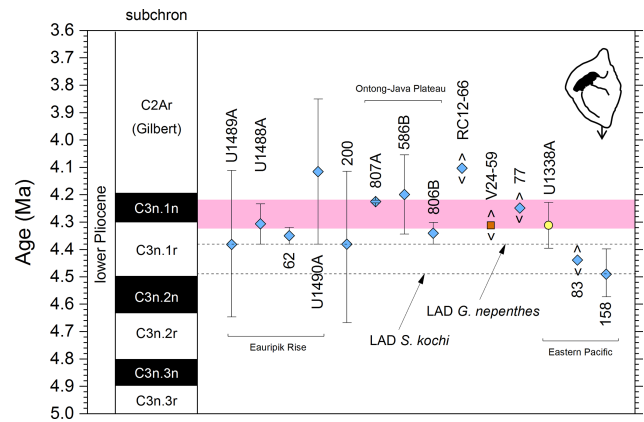 subchron
3.6
3.7
3.8
3.9
4.0
4.1
4.2
4.3
4.4
4.5
4.6
4.7
4.8
4.9
5.0
Age (Ma)
lower Pliocene
C2Ar
(Gilbert)
C3n.1n
C3n.1r
C3n.2n
C3n.2r
C3n.3n
C3n.3r
U1489A
U1488A
62
U1490A
Eauripik Rise
200
Ontong-Java Plateau
807A
586B
806B
RC12-66
< >
V24-59
< >
77
< >
U1338A
83
< >
158
Eastern Pacific
LAD G. nepenthes
LAD S. kochi